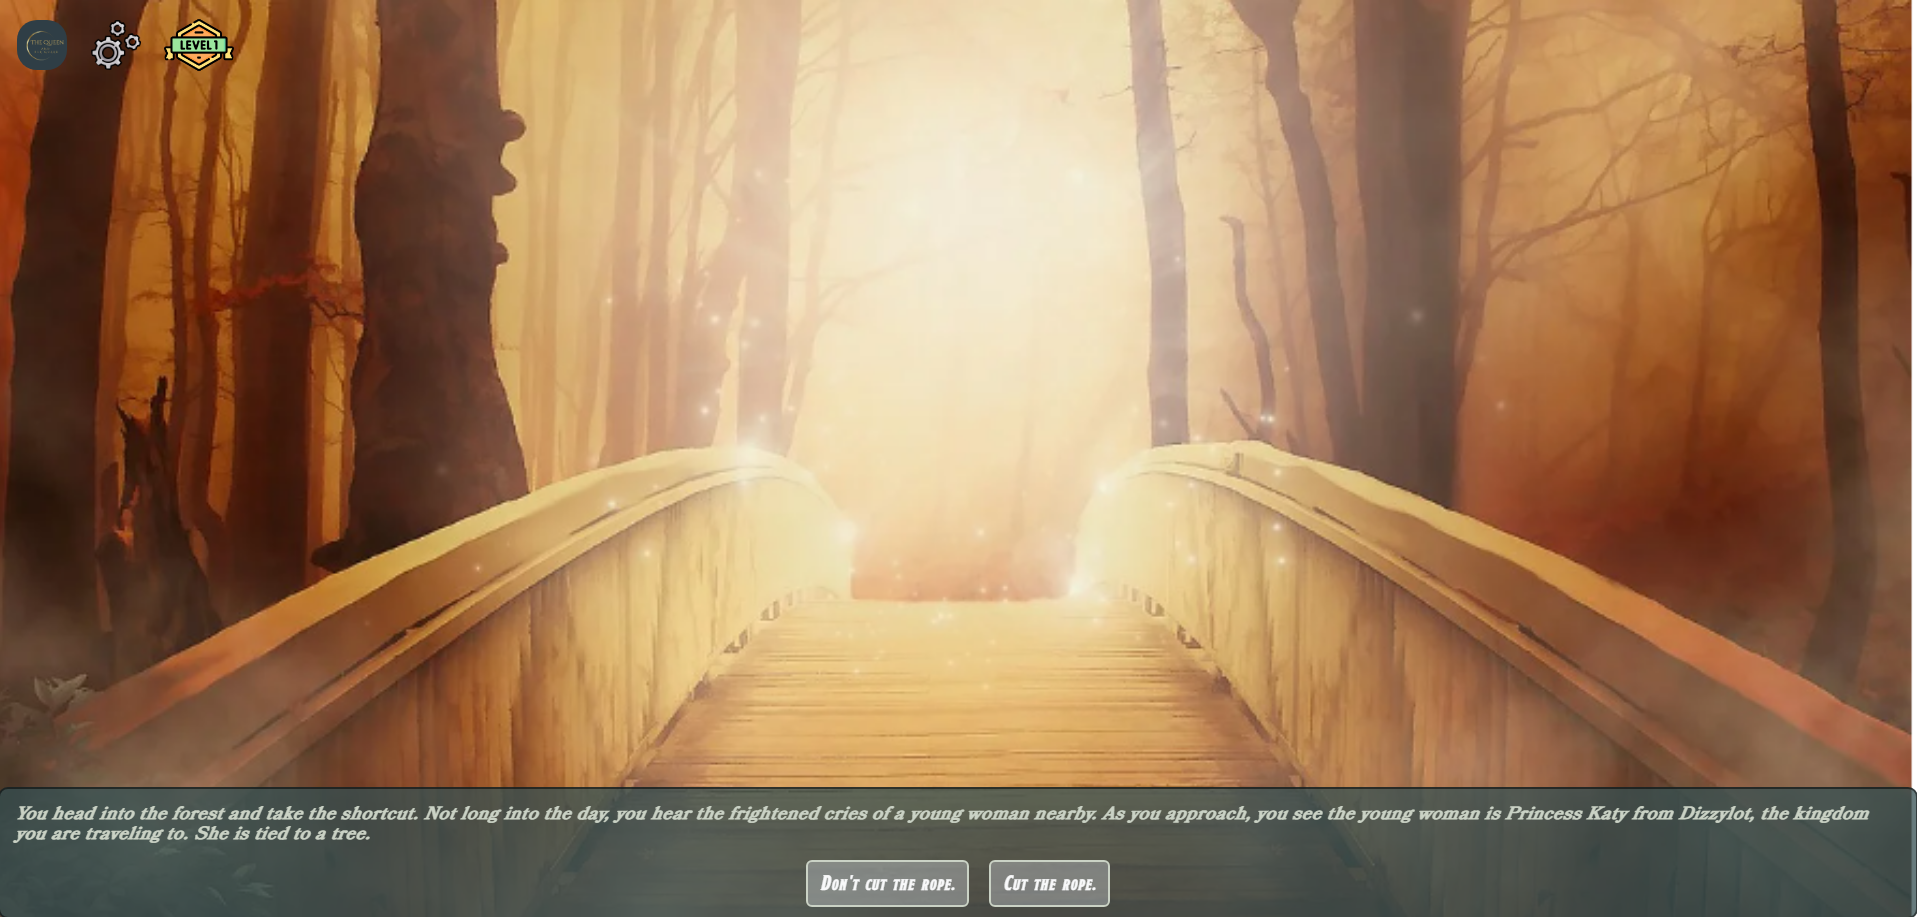 THE QUEEN
LEVEL 1
You head into the forest and take the shortcut. Not long into the day, you hear the frightened cries of a young woman nearby. As you approach, you see the young woman is Princess Katy from Dizzylot, the kingdom
you are traveling to. She is tied to a tree.
Don't cut the rope.
Cut the rope.